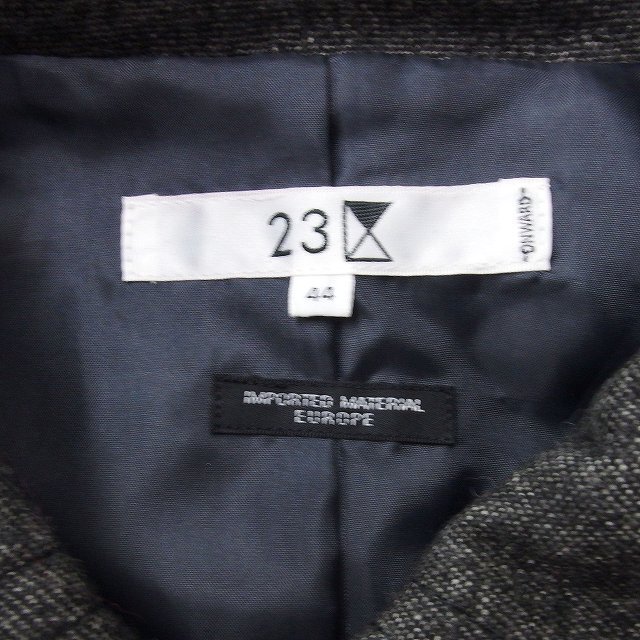 23
ONWARD
44
IMPORTED MATERIAL
EUROPE